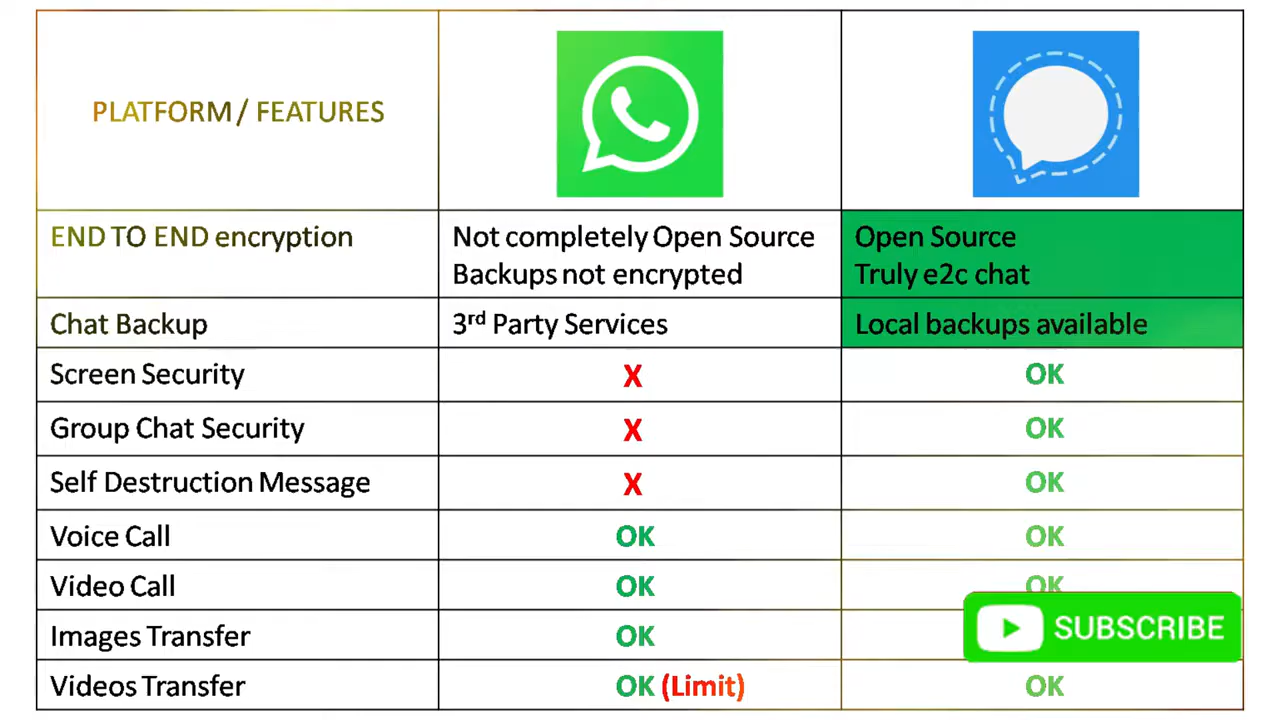 PLATFORM / FEATURES
END TO END encryption
Not completely Open Source
Backups not encrypted
Open Source
Truly e2c chat
Chat Backup
3rd Party Services
Local backups available
Screen Security
X
OK
Group Chat Security
X
OK
Self Destruction Message
X
OK
Voice Call
OK
OK
Video Call
OK
OK
Images Transfer
OK
SUBSCRIBE
Videos Transfer
OK (Limit)
OK